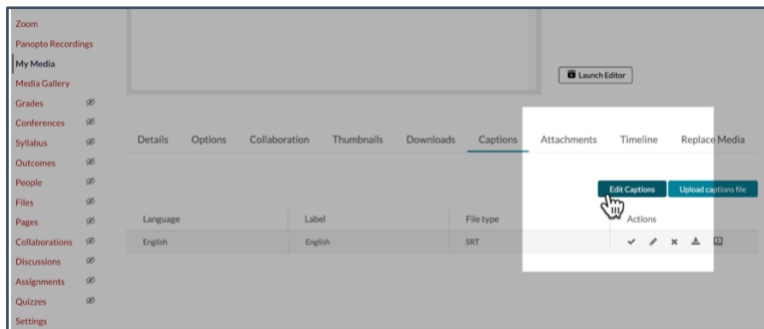 Zoom
Panopto Recordings
My Media
Media Gallery
Grades
Conferences
Syllabus
Outcomes
People
Files
Pages
Collaborations
Discussions
Assignments
Quizzes
Settings
Launch Editor
Details Options Collaboration Thumbnails Downloads Captions Attachments Timeline Replace Media
Edit Captions Upload captions file
Language Label File type Actions
English English SRT